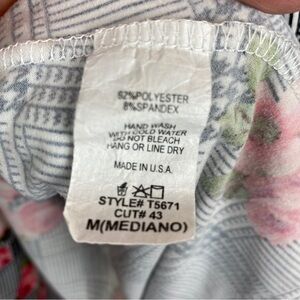 92%POLYESTER
8%SPANDEX
HAND WASH
WITH COLD WATER
DO NOT BLEACH
HANG OR LINE DRY
MADE IN U.S.A.
STYLE# T5671
CUT# 43
M(MEDIANO)